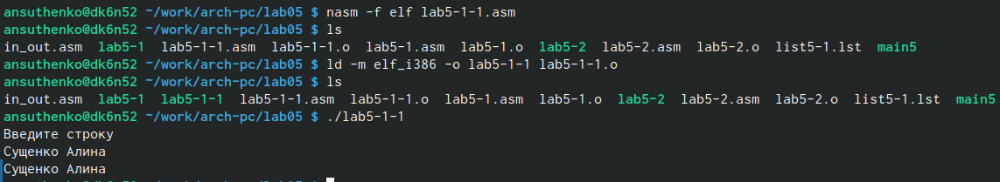 ansuthenko@dk6n52 ~/work/arch-pc/lab05 $ nasm -f elf lab5-1-1.asm
ansuthenko@dk6n52 ~/work/arch-pc/lab05 $ ls
in_out.asm lab5-1 lab5-1-1.asm lab5-1-1.o lab5-1.asm lab5-1.o lab5-2 lab5-2.asm lab5-2.o list5-1.lst main5
ansuthenko@dk6n52 ~/work/arch-pc/lab05 $ ld -m elf_i386 -o lab5-1-1 lab5-1-1.o
ansuthenko@dk6n52 ~/work/arch-pc/lab05 $ ls
in_out.asm lab5-1 lab5-1-1 lab5-1-1.asm lab5-1-1.o lab5-1.asm lab5-1.o lab5-2 lab5-2.asm lab5-2.o list5-1.lst main5
ansuthenko@dk6n52 ~/work/arch-pc/lab05 $ ./lab5-1-1
Введите строку
Сущенко Алина
Сущенко Алина